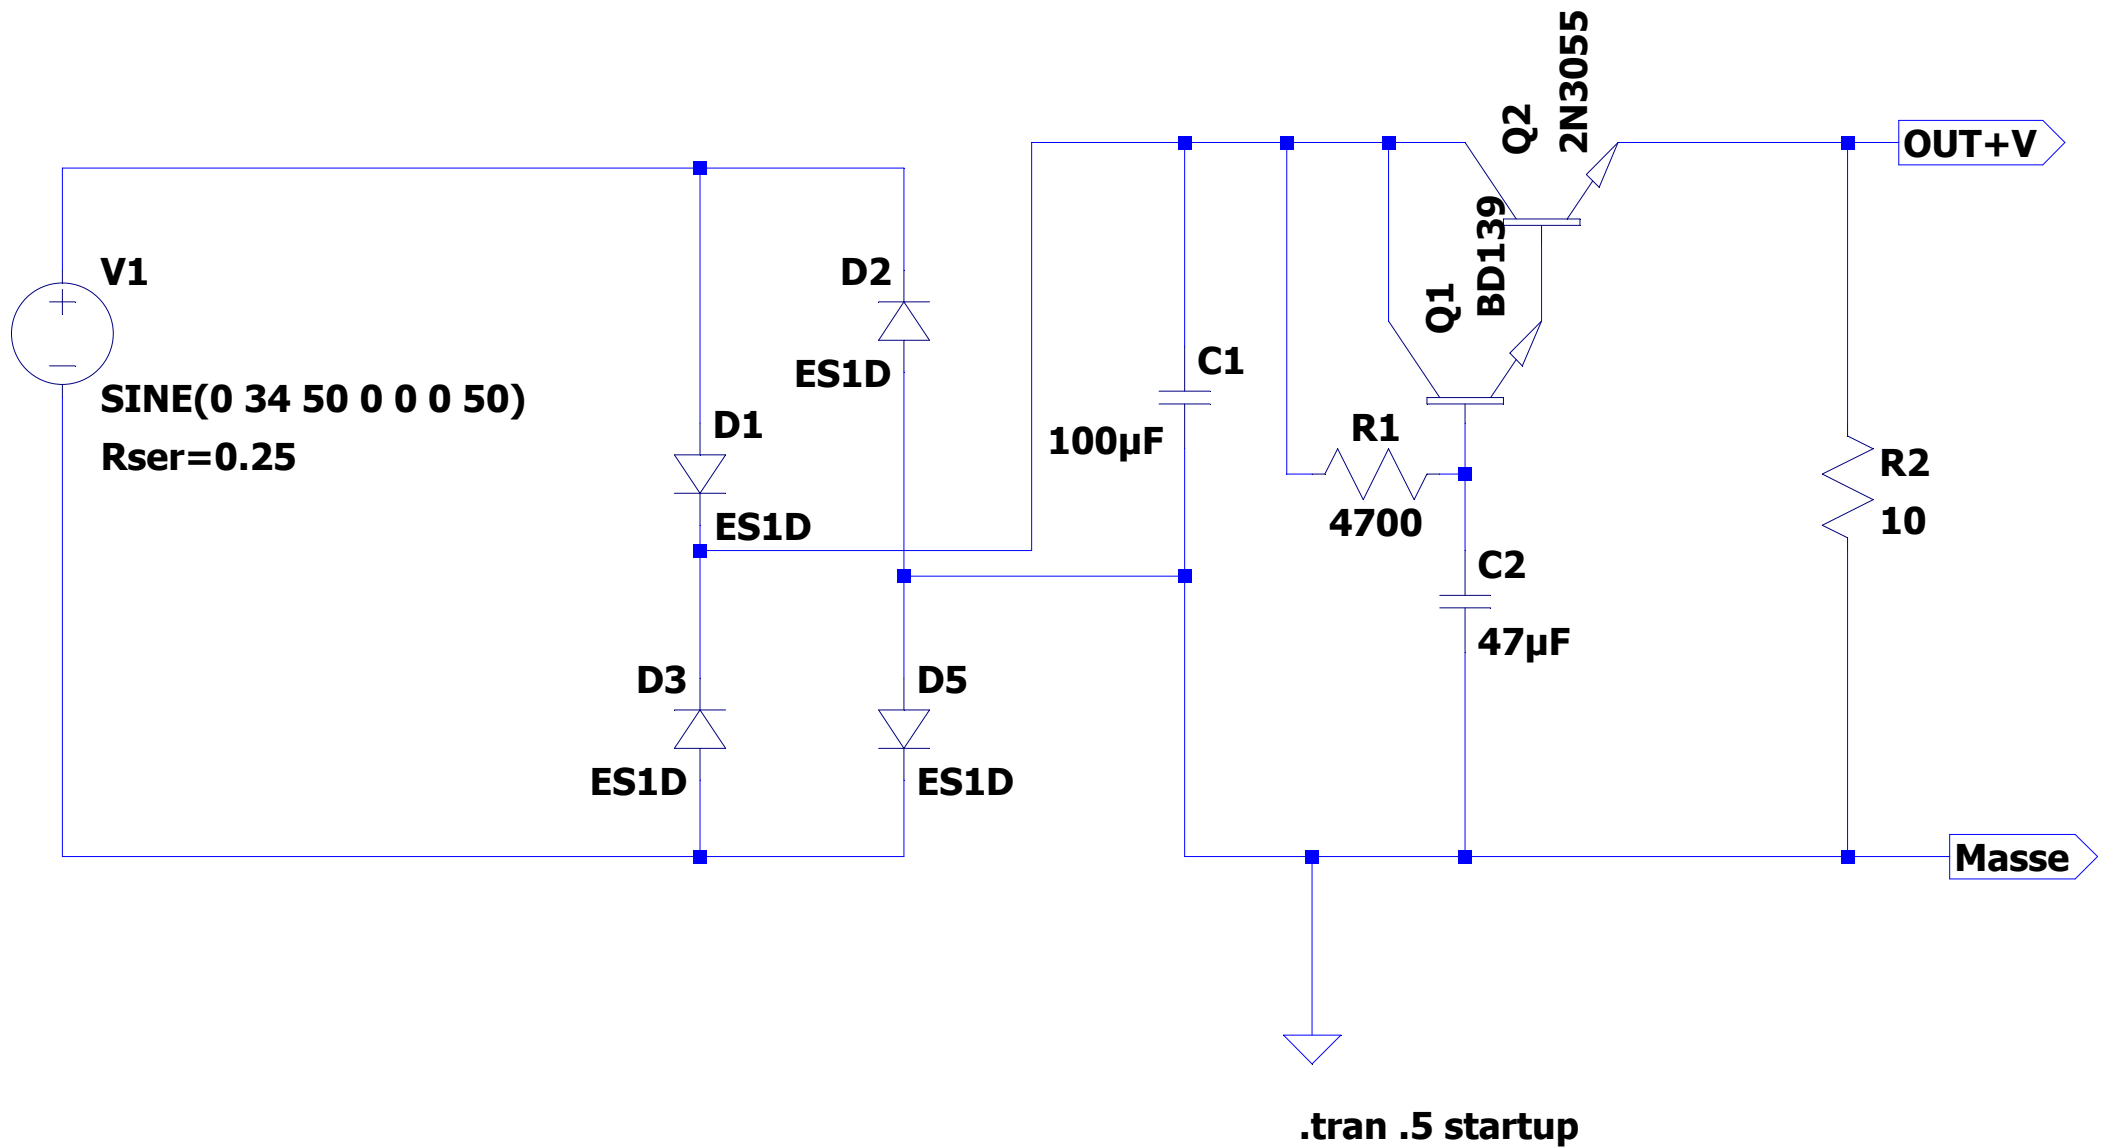 V1
SINE(0 34 50 0 0 0 50)
Rser=0.25
D1
ES1D
D2
ES1D
D3
ES1D
D5
ES1D
C1
100µF
R1
4700
C2
47µF
Q1
BD139
Q2
2N3055
R2
10
OUT+V
Masse
.tran .5 startup